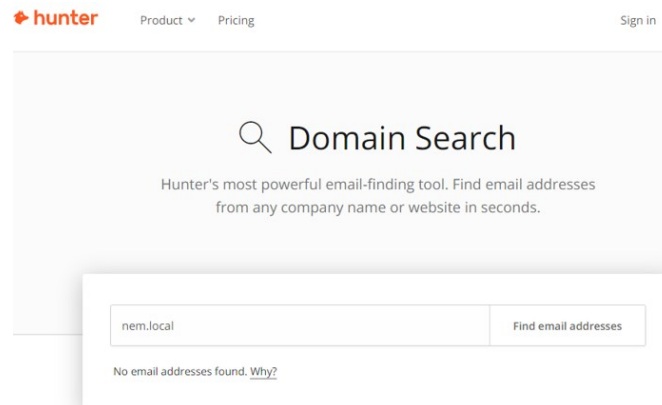 hunter
Product
Pricing
Sign in
Domain Search
Hunter's most powerful email-finding tool. Find email addresses
from any company name or website in seconds.
nem.local
Find email addresses
No email addresses found. Why?